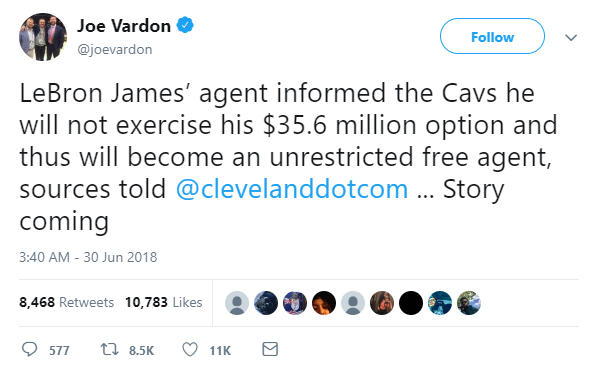 Joe Vardon
@joevardon
Follow
LeBron James’ agent informed the Cavs he
will not exercise his $35.6 million option and
thus will become an unrestricted free agent,
sources told @clevelanddotcom ... Story
coming
3:40 AM - 30 Jun 2018
8,468 Retweets 10,783 Likes
577 8.5K 11K